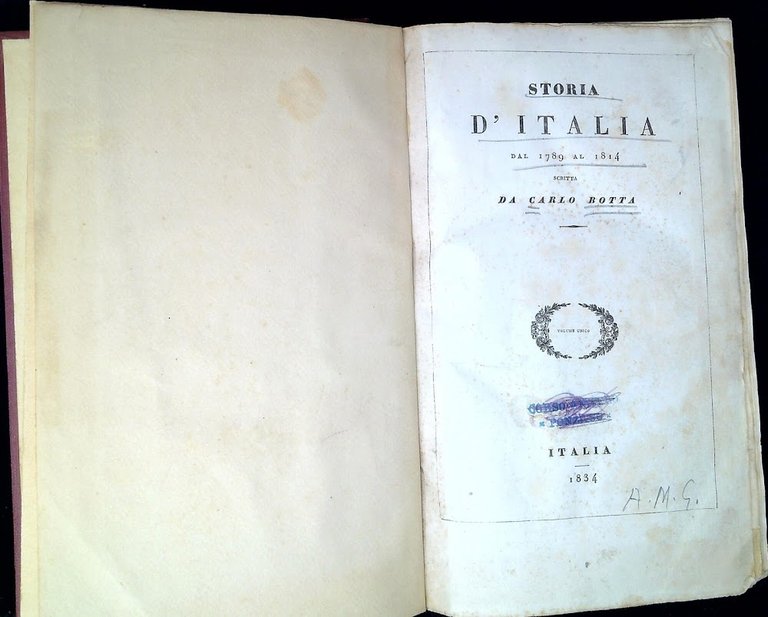 STORIA
D'ITALIA
DAL 1789 AL 1814
SCRITTA
DA CARLO BOTTA
VOLUME UNICO
ITALIA
1834
A. M. G.